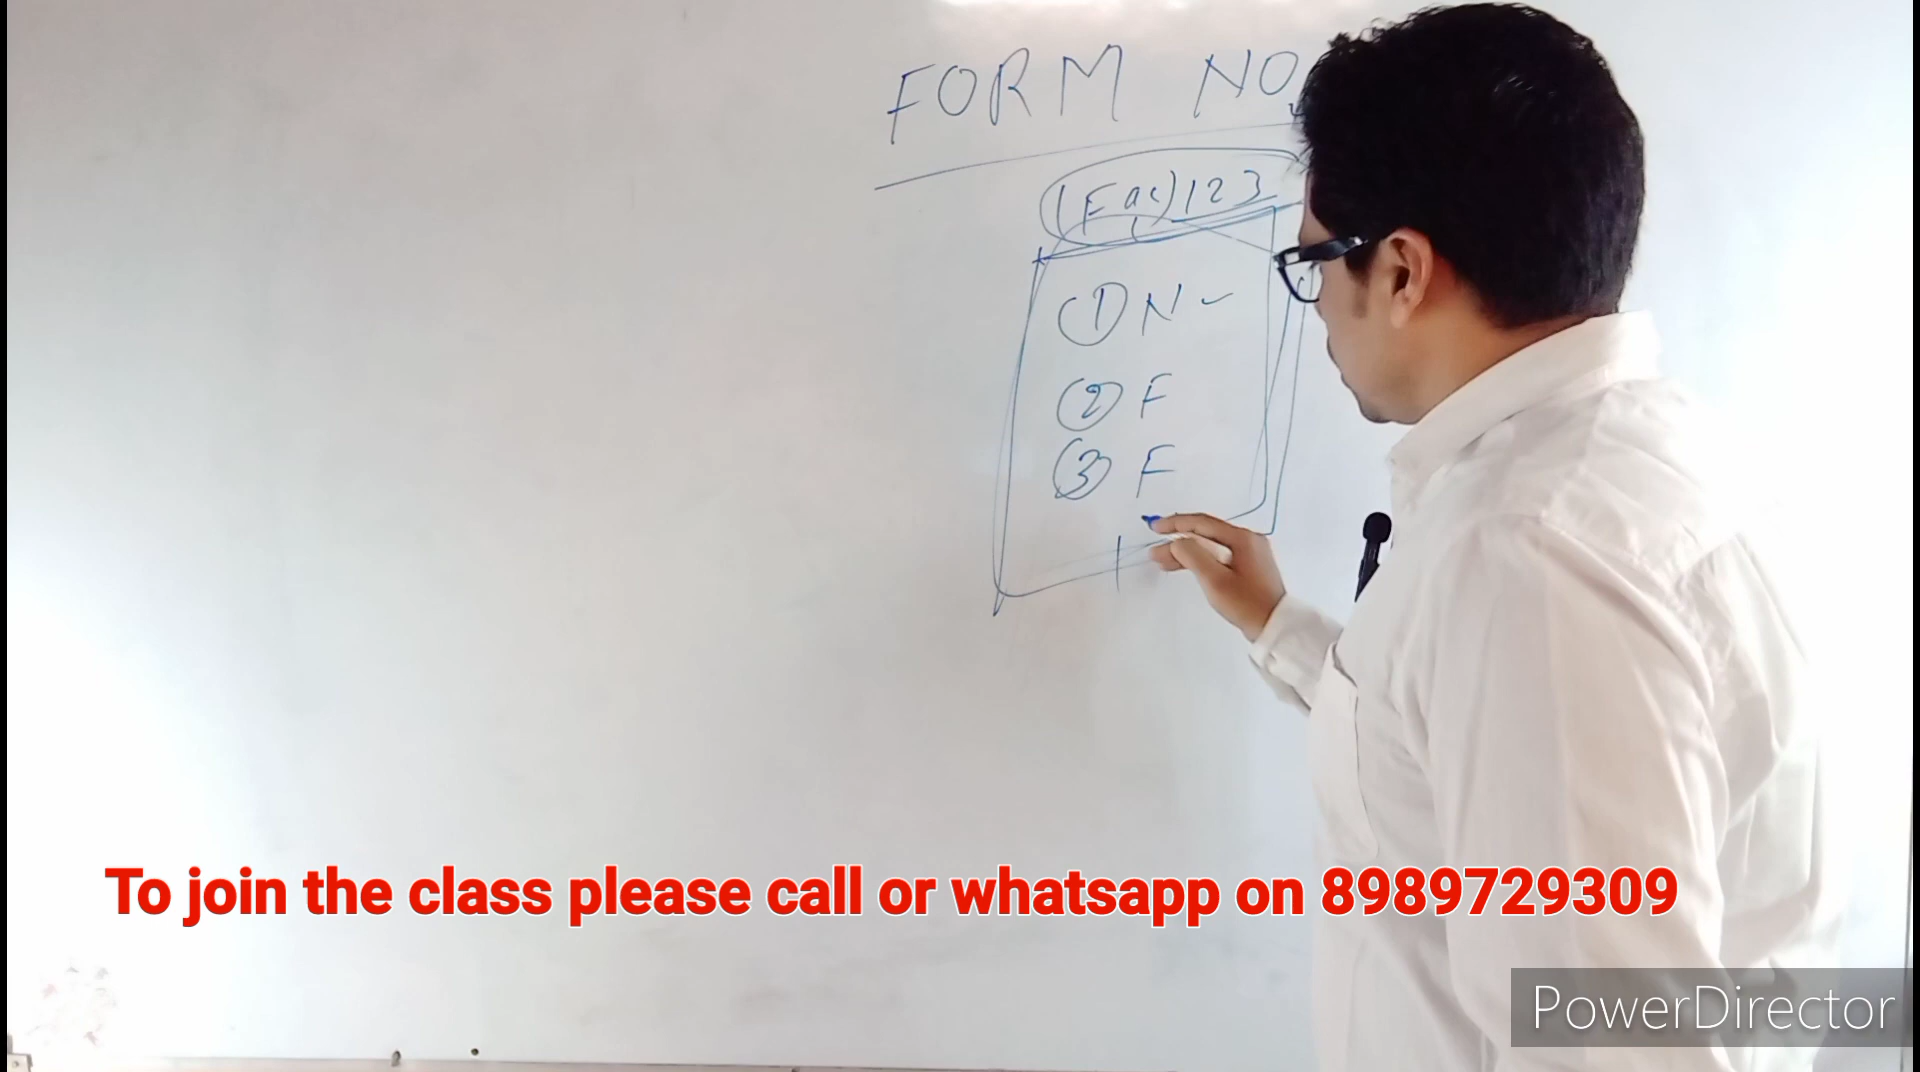 FORM NO.
(Fac) 123
① N -
② F
③ F
To join the class please call or whatsapp on 8989729309
PowerDirector